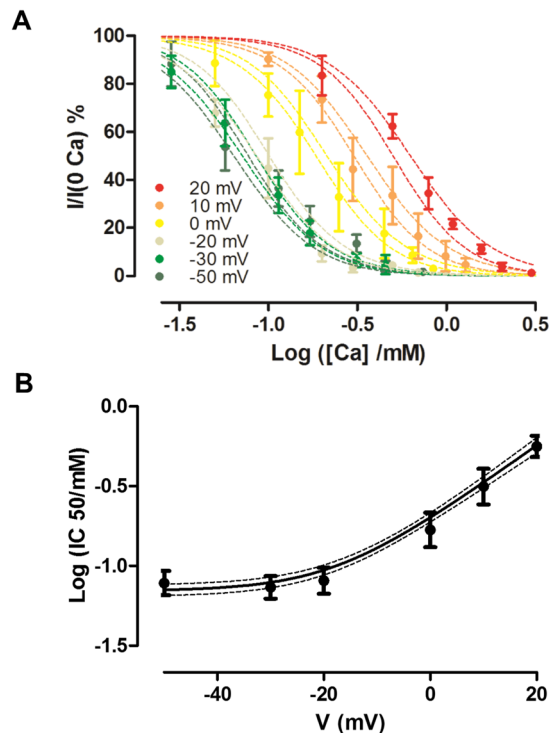 A
I/I(0 Ca) %
100
80
60
40
20
0
20 mV
10 mV
0 mV
-20 mV
-30 mV
-50 mV
-1.5 -1.0 -0.5 0.0 0.5
Log ([Ca] /mM)
B
Log (IC 50/mM)
0.0
-0.5
-1.0
-1.5
-40 -20 0 20
V (mV)